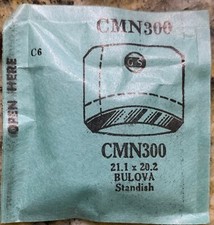 CMN300
C6
OPEN HERE
G-S
CMN300
21.1 x 20.2
BULOVA
Standish